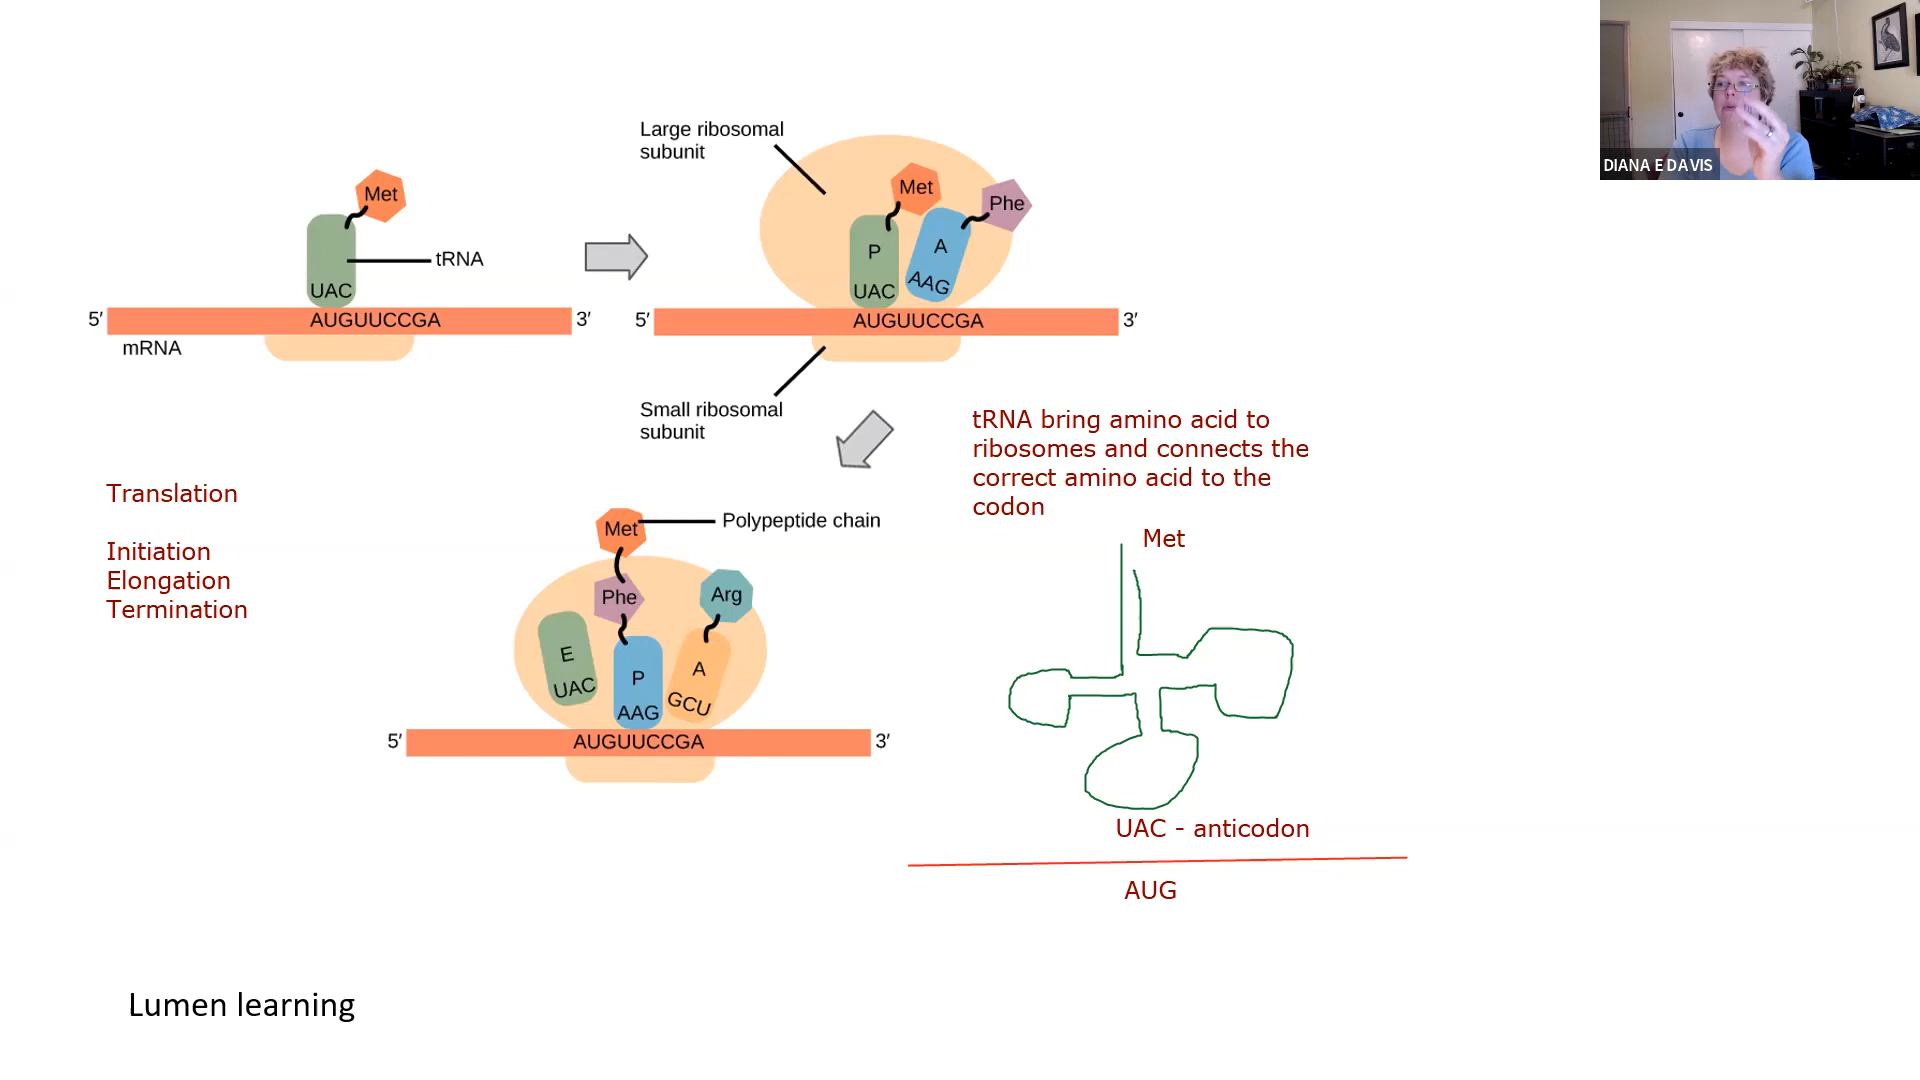 DIANA E DAVIS
Large ribosomal
subunit
Met
tRNA
UAC
5′
AUGUUCCGA
3′
mRNA
Met
Phe
P
A
UAC
AAG
5′
AUGUUCCGA
3′
Small ribosomal
subunit
tRNA bring amino acid to
ribosomes and connects the
correct amino acid to the
codon
Translation
Initiation
Elongation
Termination
Met
Polypeptide chain
Phe
Arg
E
P
A
UAC
AAG
GCU
5′
AUGUUCCGA
3′
Met
UAC - anticodon
AUG
Lumen learning